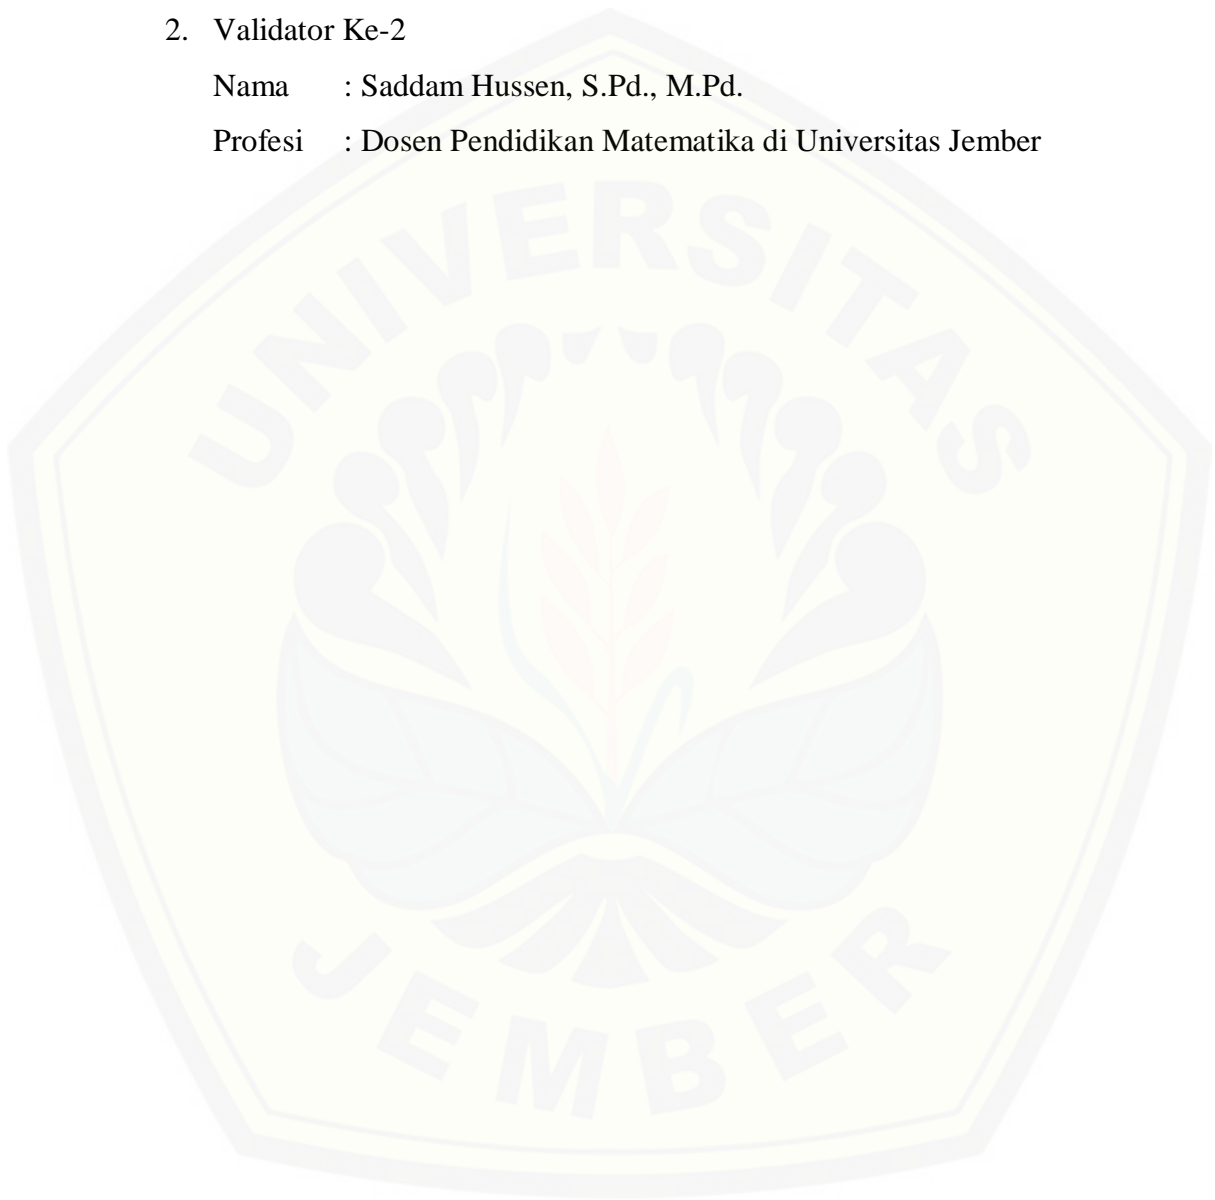 2. Validator Ke-2
Nama : Saddam Hussen, S.Pd., M.Pd.
Profesi : Dosen Pendidikan Matematika di Universitas Jember
UNIVERSITAS
JEMBER